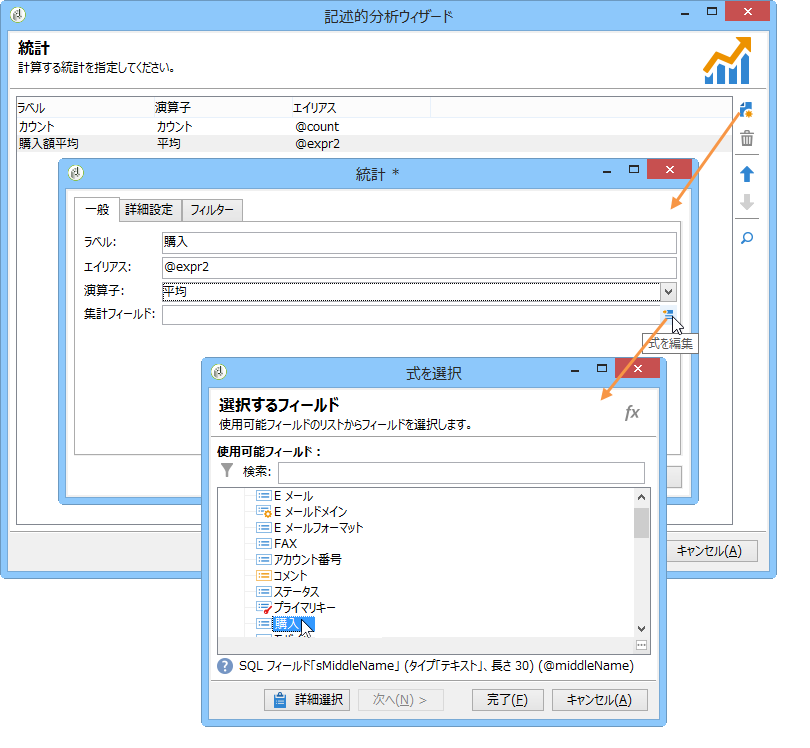 記述的分析ウィザード
統計
計算する統計を指定してください。
ラベル 演算子 エイリアス
カウント カウント @count
購入額平均 平均 @expr2
統計 *
一般 詳細設定 フィルター
ラベル: 購入
エイリアス: @expr2
演算子: 平均
集計フィールド:
式を編集
式を選択
選択するフィールド
使用可能フィールドのリストからフィールドを選択します。
fx
使用可能フィールド：
検索:
E メール
E メールドメイン
E メールフォーマット
FAX
アカウント番号
コメント
ステータス
プライマリキー
購入
SQL フィールド「sMiddleName」 (タイプ「テキスト」、長さ 30) (@middleName)
詳細選択 次へ(N) > 完了(F) キャンセル(A)
キャンセル(A)